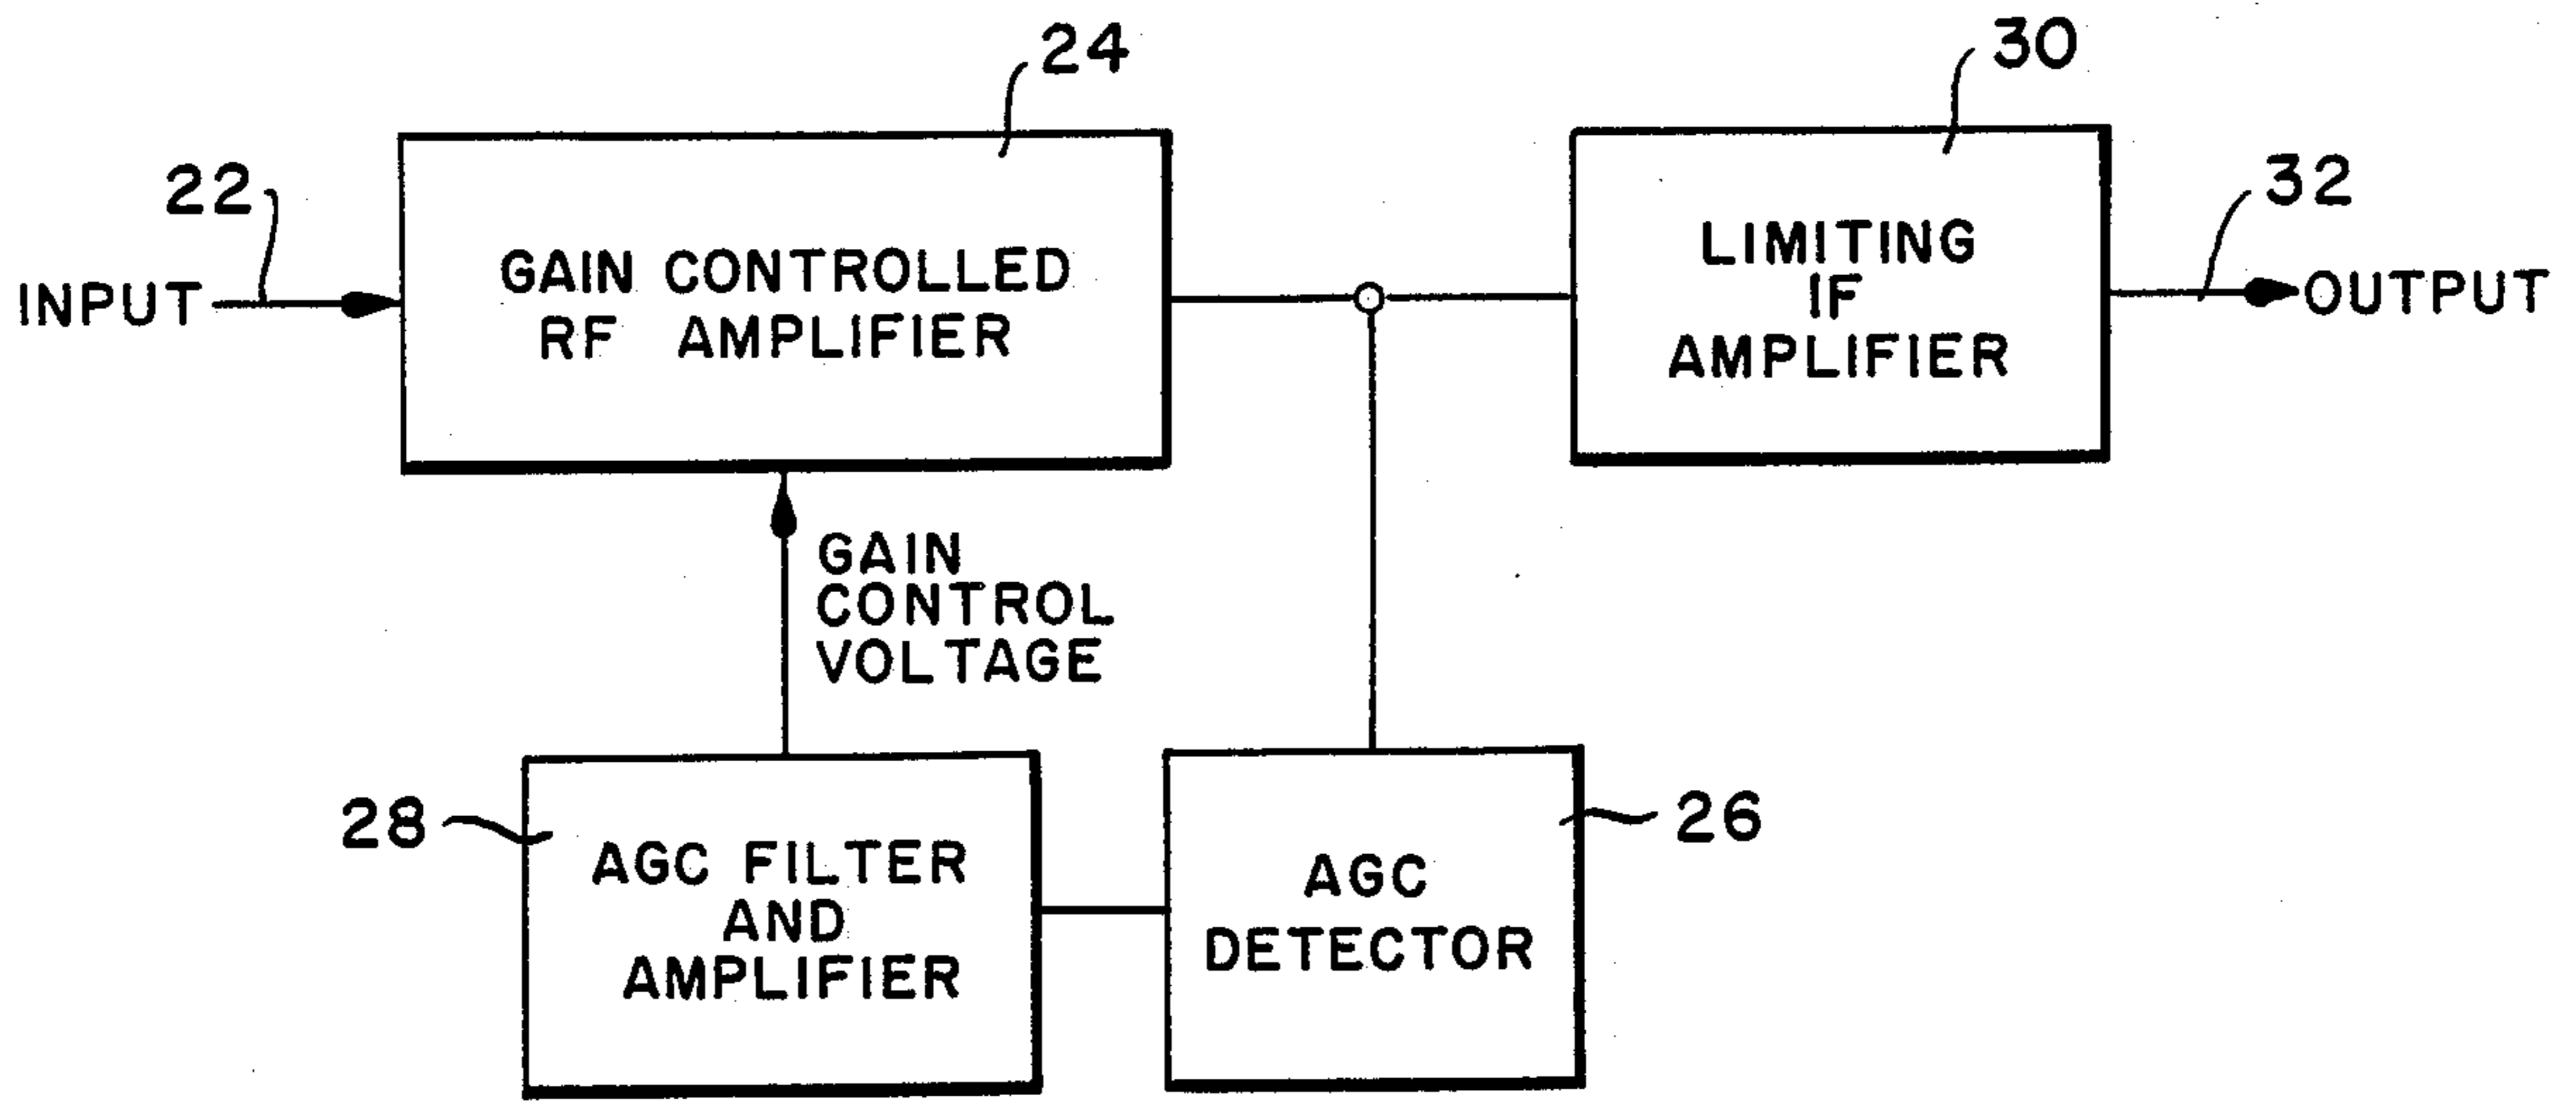 24
30
22
32
INPUT
GAIN CONTROLLED
RF AMPLIFIER
LIMITING
IF
AMPLIFIER
OUTPUT
GAIN
CONTROL
VOLTAGE
28
AGC FILTER
AND
AMPLIFIER
AGC
DETECTOR
26